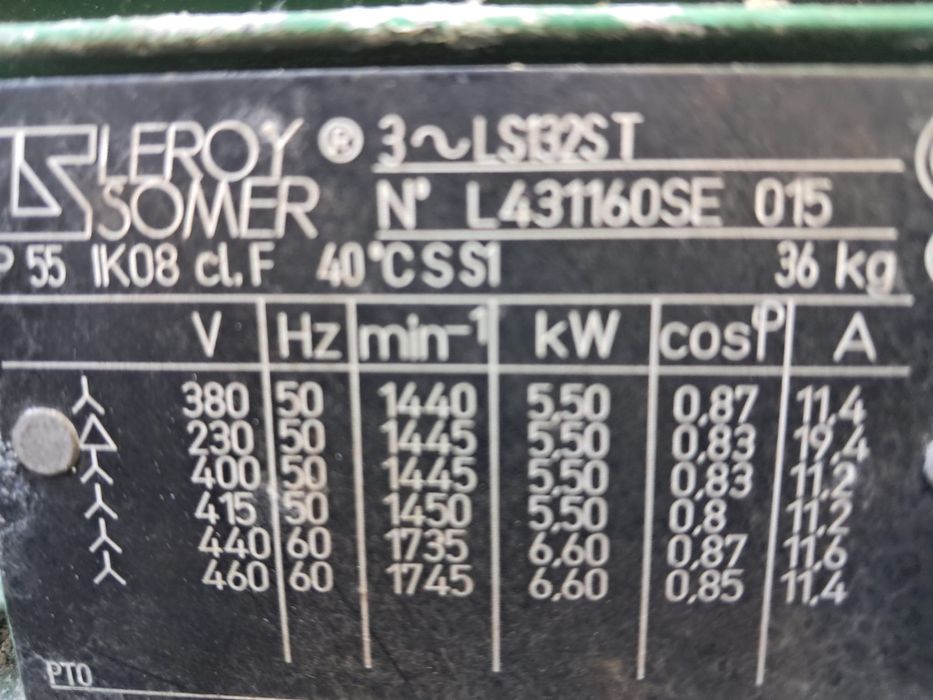 LEROY ® 3~LS132ST
SOMER N° L431160SE 015
P 55 IK08 cl.F 40°C S S1 36 kg
V Hz min-1 kW cosφ A
380 50 1440 5,50 0,87 11,4
230 50 1445 5,50 0,83 19,4
400 50 1445 5,50 0,83 11,2
415 50 1450 5,50 0,8 11,2
440 60 1735 6,60 0,87 11,6
460 60 1745 6,60 0,85 11,4
PTO